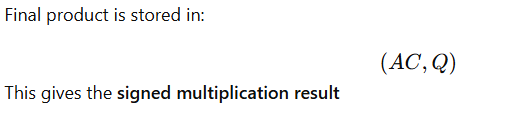 Final product is stored in:
(AC, Q)
This gives the signed multiplication result